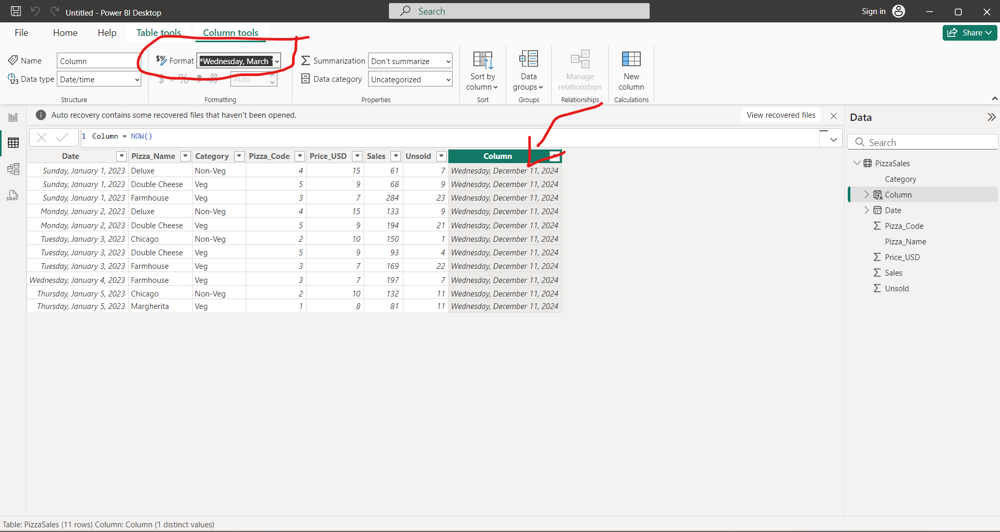 Untitled - Power BI Desktop
Search
Sign in
File Home Help Table tools Column tools
Share
Name Column
Format *Wednesday, March 1
Summarization Don't summarize
Data type Date/time
$ % 9 .00 Auto
Data category Uncategorized
Sort by column
Data groups
Manage relationships
New column
Structure Formatting Properties Sort Groups Relationships Calculations
Auto recovery contains some recovered files that haven't been opened.
View recovered files
Data
1 Column = NOW()
Search
Date Pizza_Name Category Pizza_Code Price_USD Sales Unsold Column
Sunday, January 1, 2023 Deluxe Non-Veg 4 15 61 7 Wednesday, December 11, 2024
Sunday, January 1, 2023 Double Cheese Veg 5 9 68 9 Wednesday, December 11, 2024
Sunday, January 1, 2023 Farmhouse Veg 3 7 284 23 Wednesday, December 11, 2024
Monday, January 2, 2023 Deluxe Non-Veg 4 15 133 9 Wednesday, December 11, 2024
Monday, January 2, 2023 Double Cheese Veg 5 9 194 21 Wednesday, December 11, 2024
Tuesday, January 3, 2023 Chicago Non-Veg 2 10 150 1 Wednesday, December 11, 2024
Tuesday, January 3, 2023 Double Cheese Veg 5 9 93 4 Wednesday, December 11, 2024
Tuesday, January 3, 2023 Farmhouse Veg 3 7 169 22 Wednesday, December 11, 2024
Wednesday, January 4, 2023 Farmhouse Veg 3 7 197 7 Wednesday, December 11, 2024
Thursday, January 5, 2023 Chicago Non-Veg 2 10 132 11 Wednesday, December 11, 2024
Thursday, January 5, 2023 Margherita Veg 1 8 81 11 Wednesday, December 11, 2024
PizzaSales
Category
Column
Date
Pizza_Code
Pizza_Name
Price_USD
Sales
Unsold
DAX
Table: PizzaSales (11 rows) Column: Column (1 distinct values)